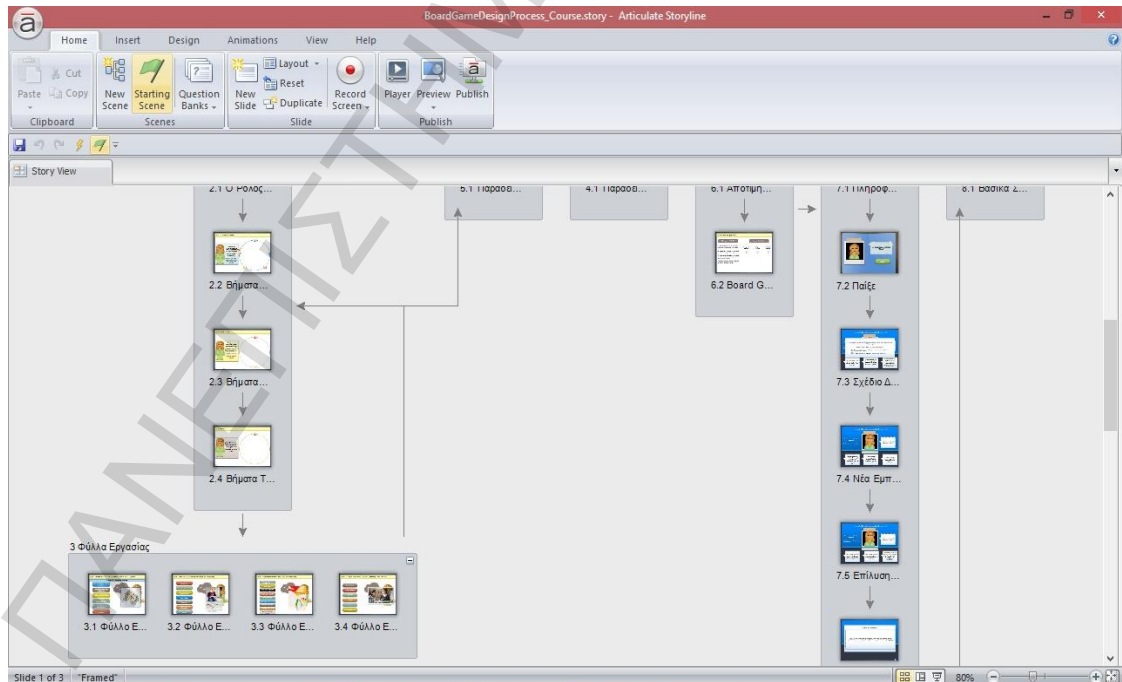 BoardGameDesignProcess_Course.story - Articulate Storyline
Home Insert Design Animations View Help
Paste
Cut
Copy
Clipboard
New Scene
Starting Scene
Question Banks
Scenes
New Slide
Layout
Reset
Duplicate
Record Screen
Slide
Player
Preview
Publish
Publish
Story View
2.1 Ο Ρόλος...
5.1 Παράδει...
4.1 Παράδει...
6.1 Αποτίμη...
7.1 Πληροφ...
8.1 Βασικά Σ...
2.2 Βήματα...
6.2 Board G...
7.2 Παίξε
2.3 Βήματα...
7.3 Σχέδιο Δ...
2.4 Βήματα Τ...
7.4 Νέα Εμπ...
3 Φύλλα Εργασίας
7.5 Επίλυση...
3.1 Φύλλο Ε...
3.2 Φύλλο Ε...
3.3 Φύλλο Ε...
3.4 Φύλλο Ε...
Slide 1 of 3 "Framed"
80%
ΠΑΝΕΠΙΣΤΗΜ